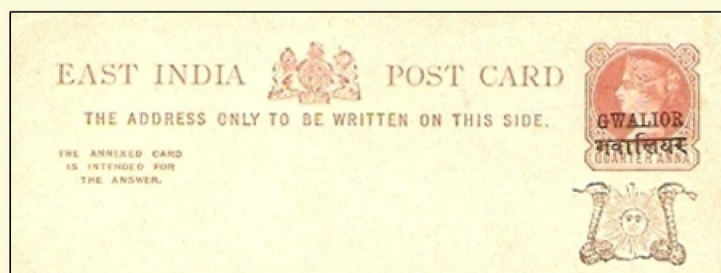 EAST INDIA POST CARD
THE ADDRESS ONLY TO BE WRITTEN ON THIS SIDE.
THE ANNEXED CARD
IS INTENDED FOR
THE ANSWER.
GWALIOR
गवालियर
QUARTER ANNA